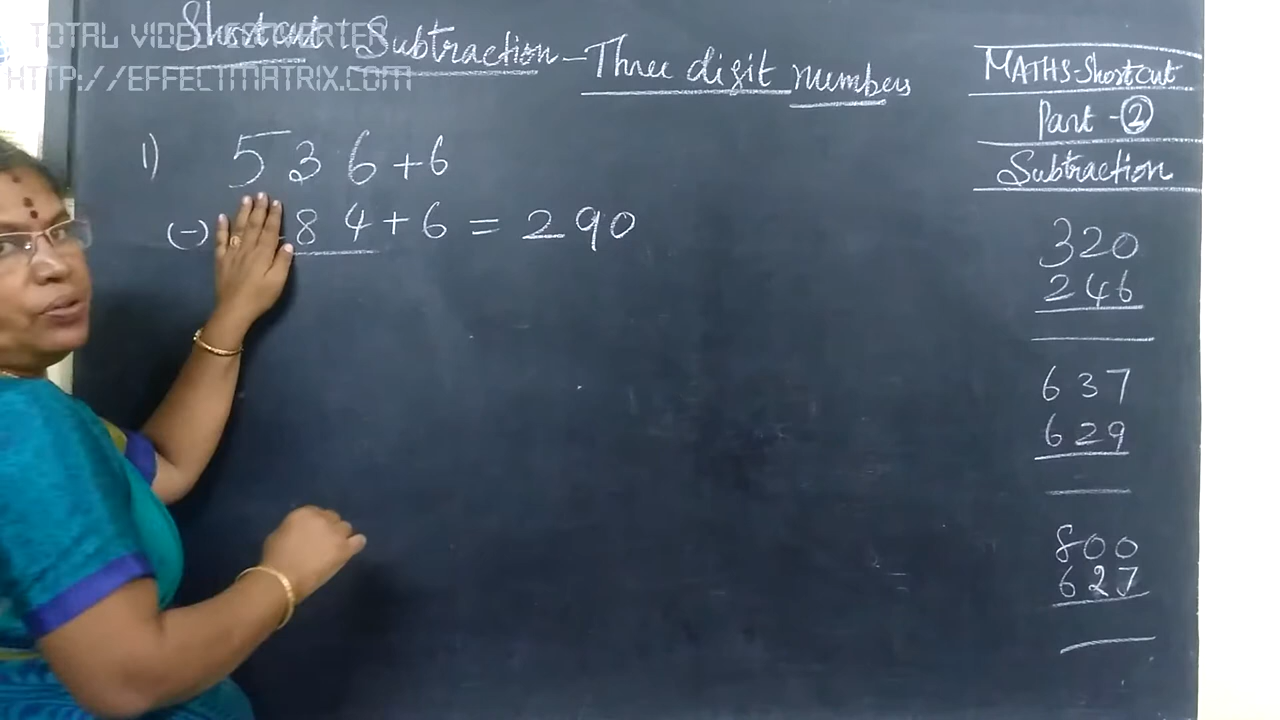 TOTAL VIDEO CONVERTER
HTTP://EFFECTMATRIX.COM
Shortcut Subtraction – Three digit numbers
1) 536+6
(-) 84+6 = 290
MATHS-Shortcut
Part - 2
Subtraction
320
246
637
629
800
627